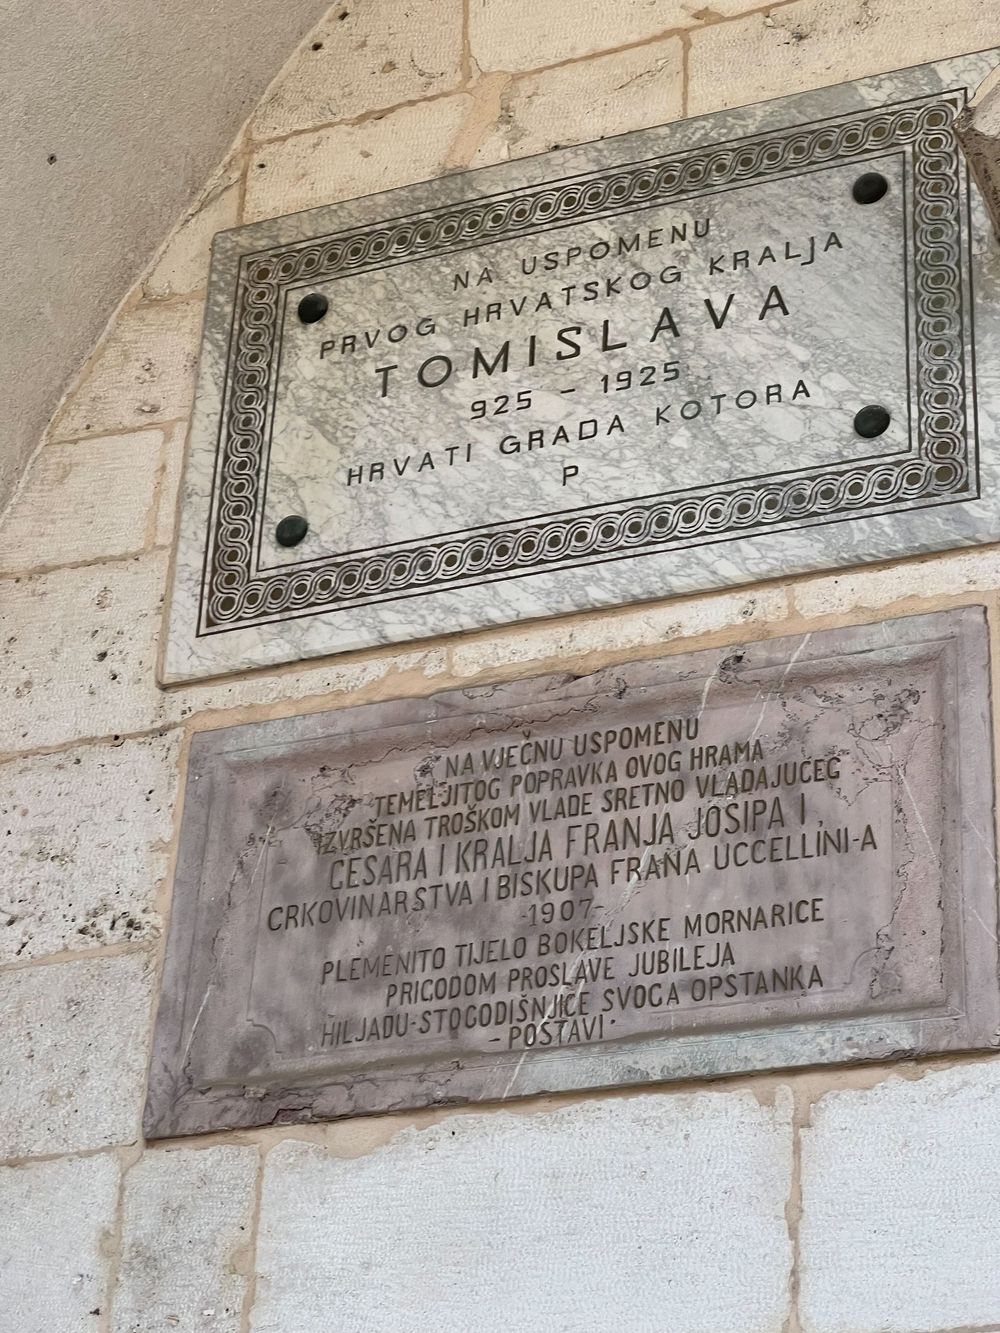 NA USPOMENU
PRVOG HRVATSKOG KRALJA
TOMISLAVA
925 - 1925
HRVATI GRADA KOTORA
P
NA VJEČNU USPOMENU
TEMELJITOG POPRAVKA OVOG HRAMA
IZVRŠENA TROŠKOM VLADE SRETNO VLADAJUĆEG
CESARA I KRALJA FRANJA JOSIPA I,
CRKOVINARSTVA I BISKUPA FRANA UCCELLINI-A
-1907-
PLEMENITO TIJELO BOKELJSKE MORNARICE
PRIGODOM PROSLAVE JUBILEJA
HILJADU-STOGODIŠNJICE SVOGA OPSTANKA
-POSTAVI-